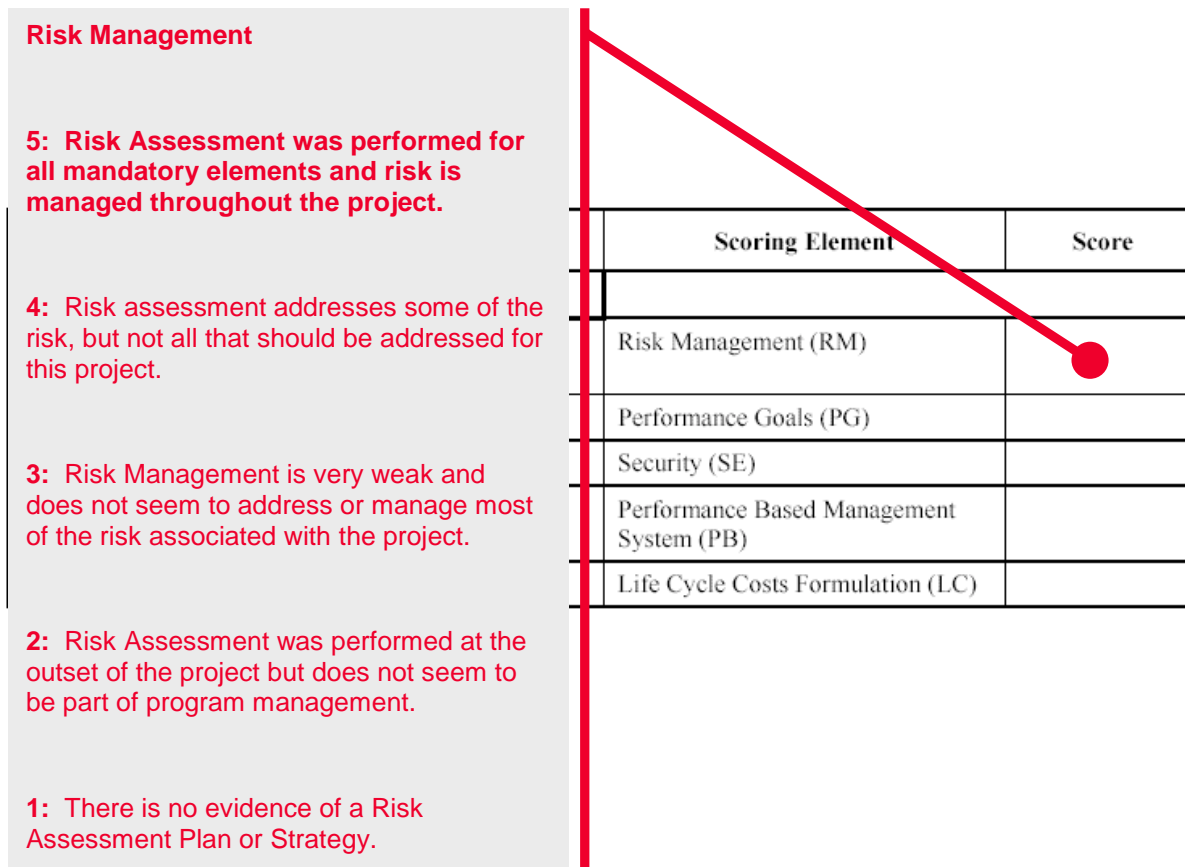 Risk Management
5: Risk Assessment was performed for
all mandatory elements and risk is
managed throughout the project.
4: Risk assessment addresses some of the
risk, but not all that should be addressed for
this project.
3: Risk Management is very weak and
does not seem to address or manage most
of the risk associated with the project.
2: Risk Assessment was performed at the
outset of the project but does not seem to
be part of program management.
1: There is no evidence of a Risk
Assessment Plan or Strategy.
Scoring Element Score
Risk Management (RM)
Performance Goals (PG)
Security (SE)
Performance Based Management
System (PB)
Life Cycle Costs Formulation (LC)